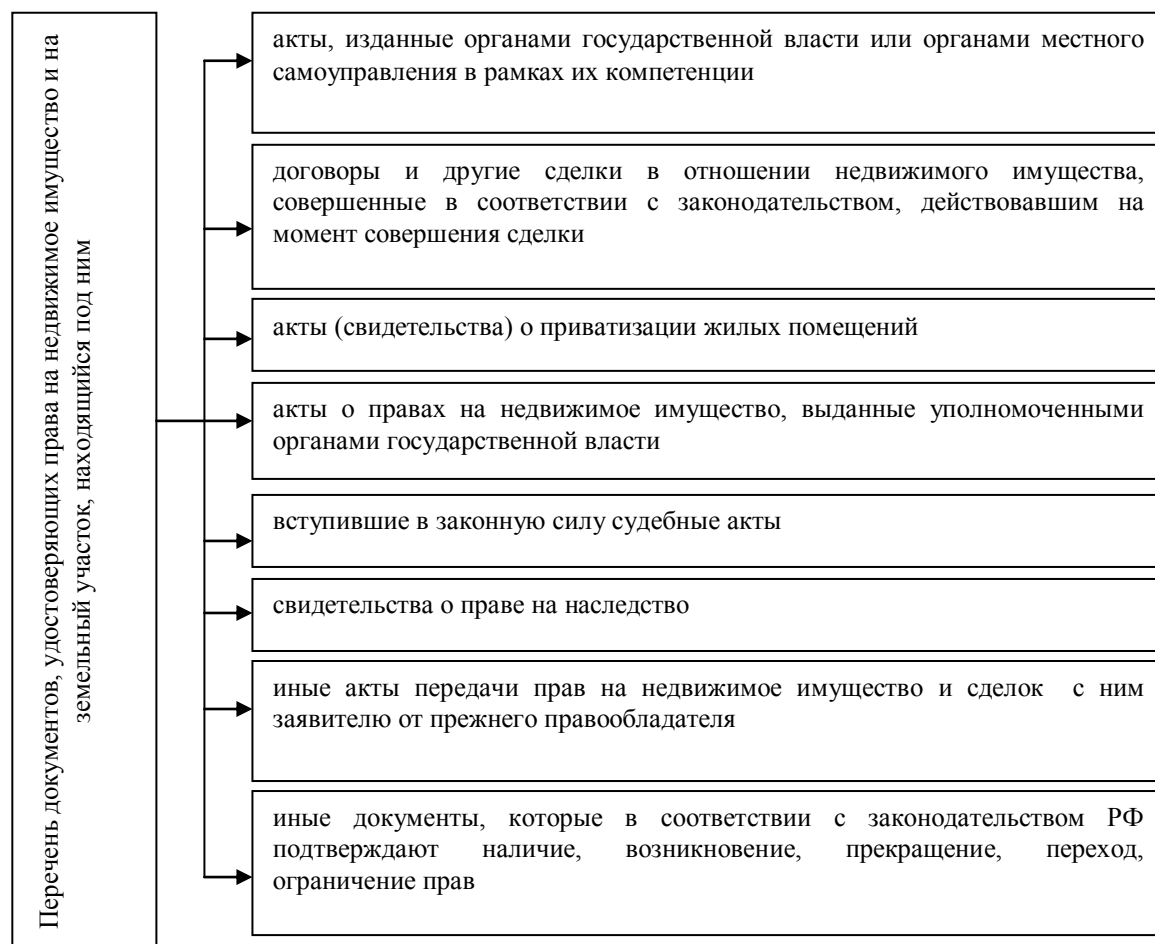 Перечень документов, удостоверяющих права на недвижимое имущество и на
земельный участок, находящийся под ним
акты, изданные органами государственной власти или органами местного
самоуправления в рамках их компетенции
договоры и другие сделки в отношении недвижимого имущества,
совершенные в соответствии с законодательством, действовавшим на
момент совершения сделки
акты (свидетельства) о приватизации жилых помещений
акты о правах на недвижимое имущество, выданные уполномоченными
органами государственной власти
вступившие в законную силу судебные акты
свидетельства о праве на наследство
иные акты передачи прав на недвижимое имущество и сделок с ним
заявителю от прежнего правообладателя
иные документы, которые в соответствии с законодательством РФ
подтверждают наличие, возникновение, прекращение, переход,
ограничение прав